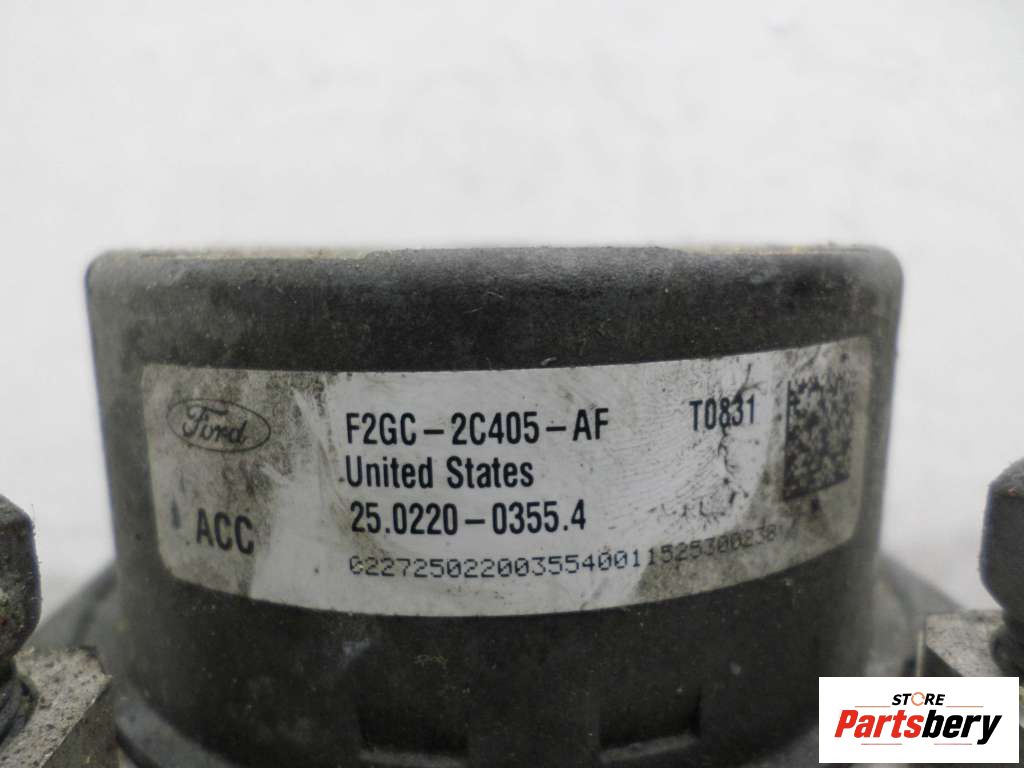 Ford
F2GC-2C405-AF
T0831
United States
ACC
25.0220-0355.4
0227250220035540011525300238
STORE
Partsbery